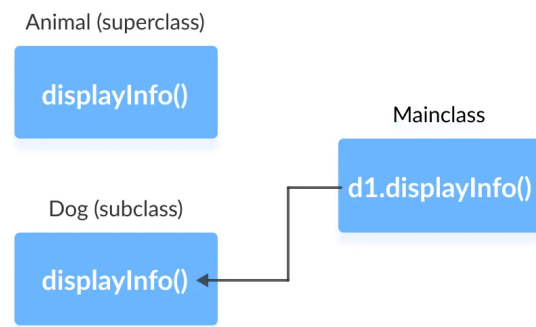 Animal (superclass)
displayInfo()
Mainclass
d1.displayInfo()
Dog (subclass)
displayInfo()